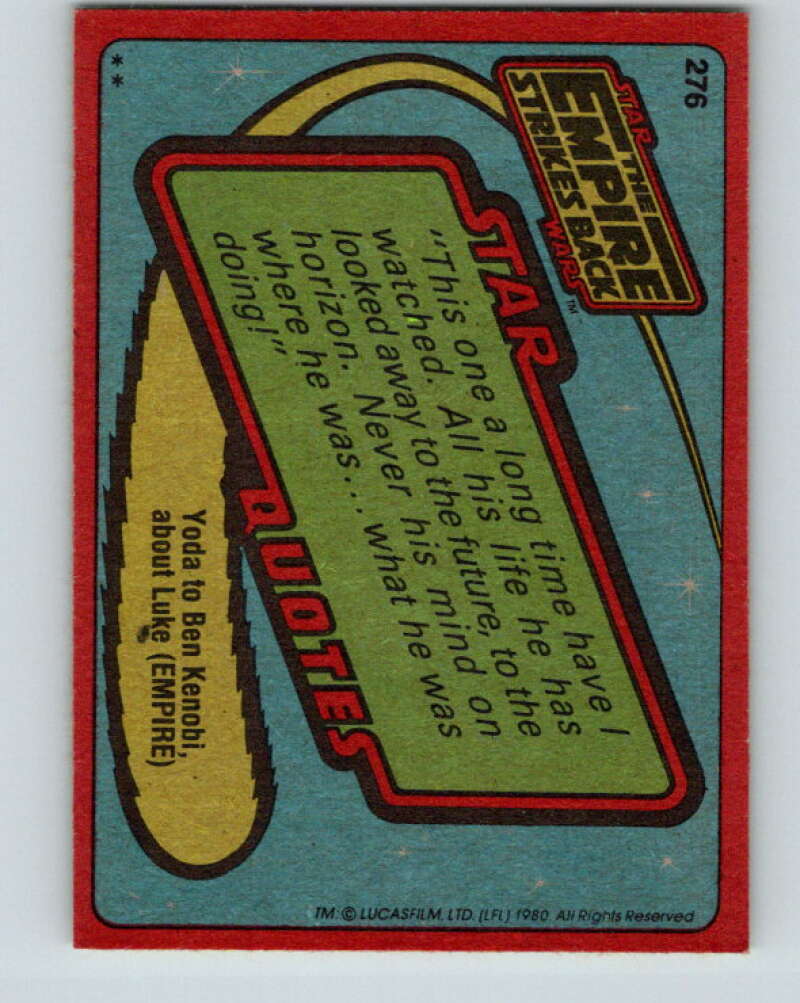 276
STAR
THE
EMPIRE
STRIKES BACK
WARS™
STAR
"This one a long time have I
watched. All his life he has
looked away to the future, to the
horizon. Never his mind on
where he was... what he was
doing!"
QUOTES
Yoda to Ben Kenobi,
about Luke (EMPIRE)
TM: © LUCASFILM, LTD. (LFL) 1980. All Rights Reserved
**